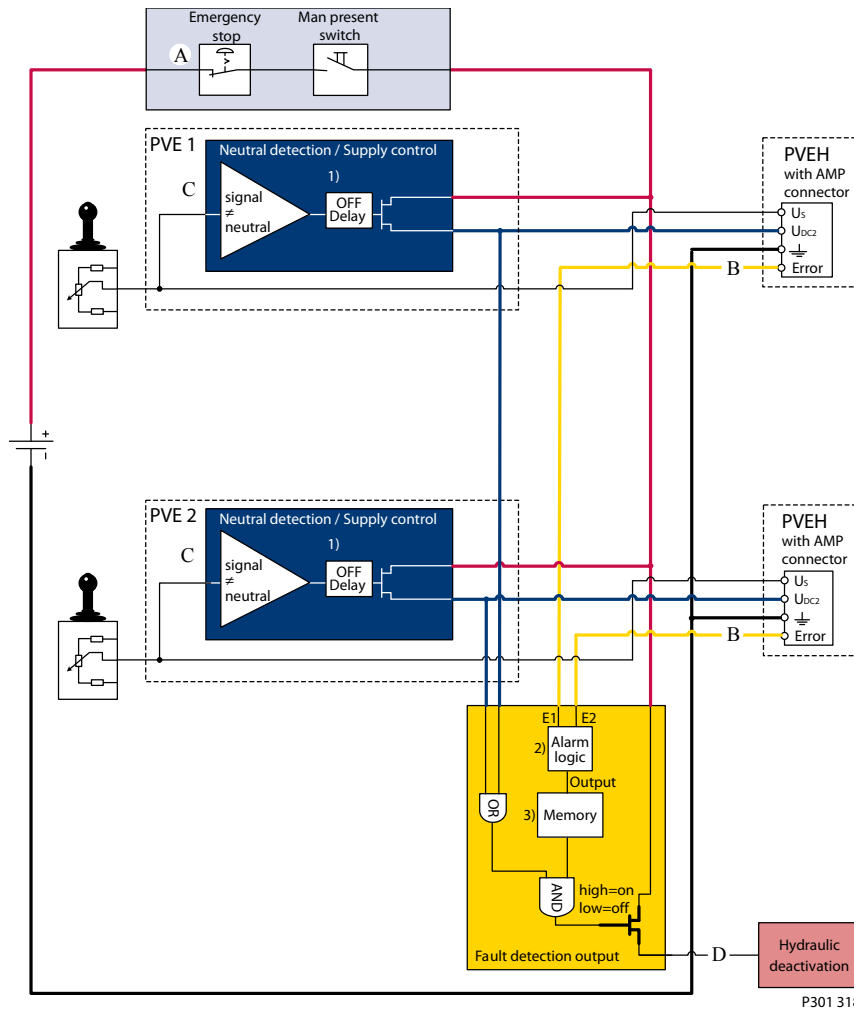 Emergency
stop
Man present
switch
A
PVE 1
Neutral detection / Supply control
C
signal
≠
neutral
1)
OFF
Delay
PVEH
with AMP
connector
Us
UDC2
Error
B
+
-
PVE 2
Neutral detection / Supply control
C
signal
≠
neutral
1)
OFF
Delay
PVEH
with AMP
connector
Us
UDC2
Error
B
E1 E2
2)
Alarm
logic
Output
OR
3)
Memory
AND
high=on
low=off
Fault detection output
D
Hydraulic
deactivation
P301 318